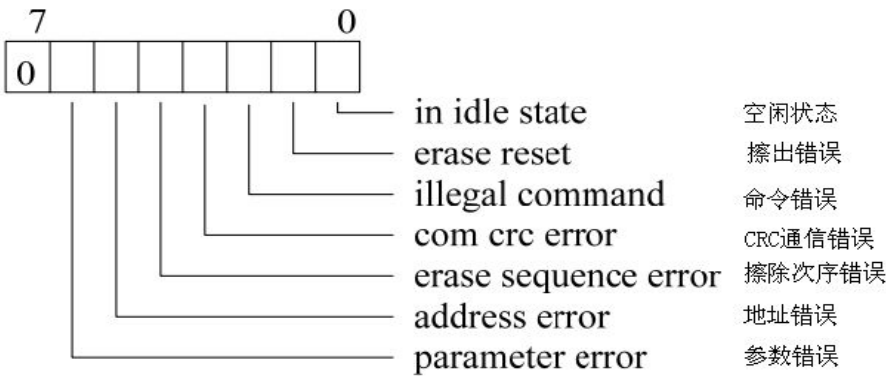 7 0
0
in idle state 空闲状态
erase reset 擦出错误
illegal command 命令错误
com crc error CRC通信错误
erase sequence error 擦除次序错误
address error 地址错误
parameter error 参数错误